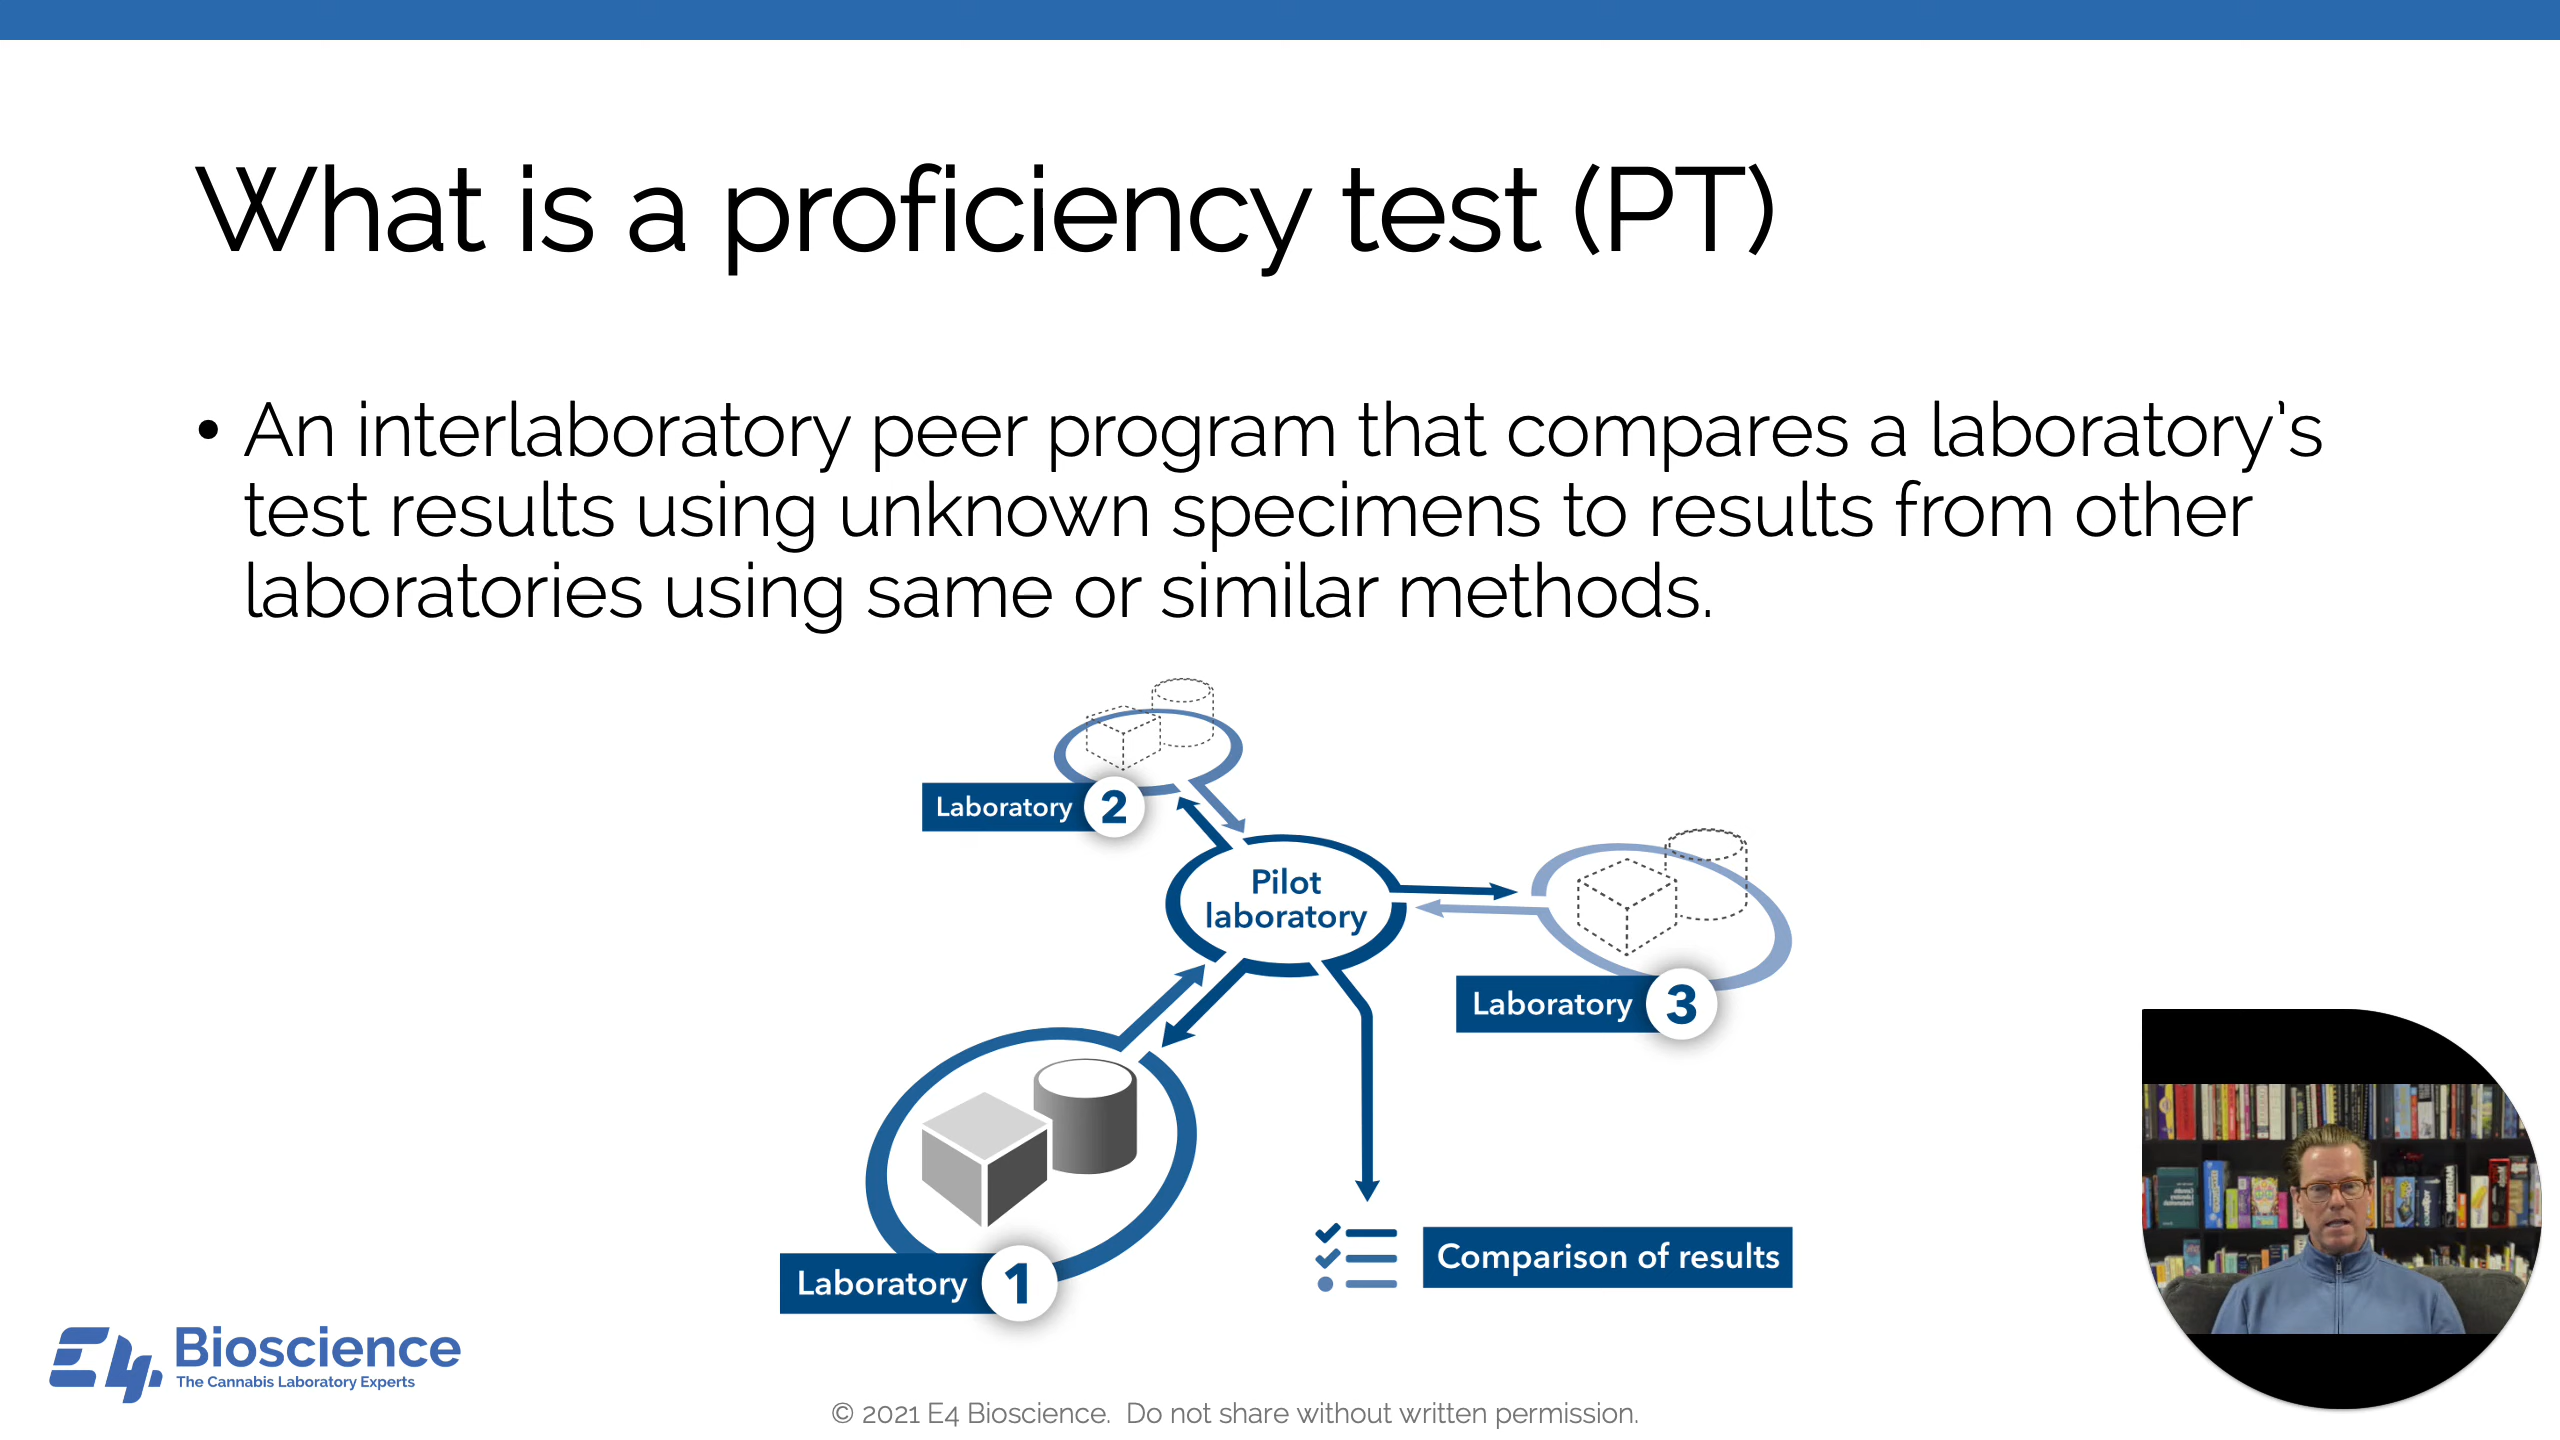 What is a proficiency test (PT)
• An interlaboratory peer program that compares a laboratory’s
test results using unknown specimens to results from other
laboratories using same or similar methods.
Laboratory 2
Pilot
laboratory
Laboratory 3
Laboratory 1
Comparison of results
E4 Bioscience
The Cannabis Laboratory Experts
© 2021 E4 Bioscience.  Do not share without written permission.